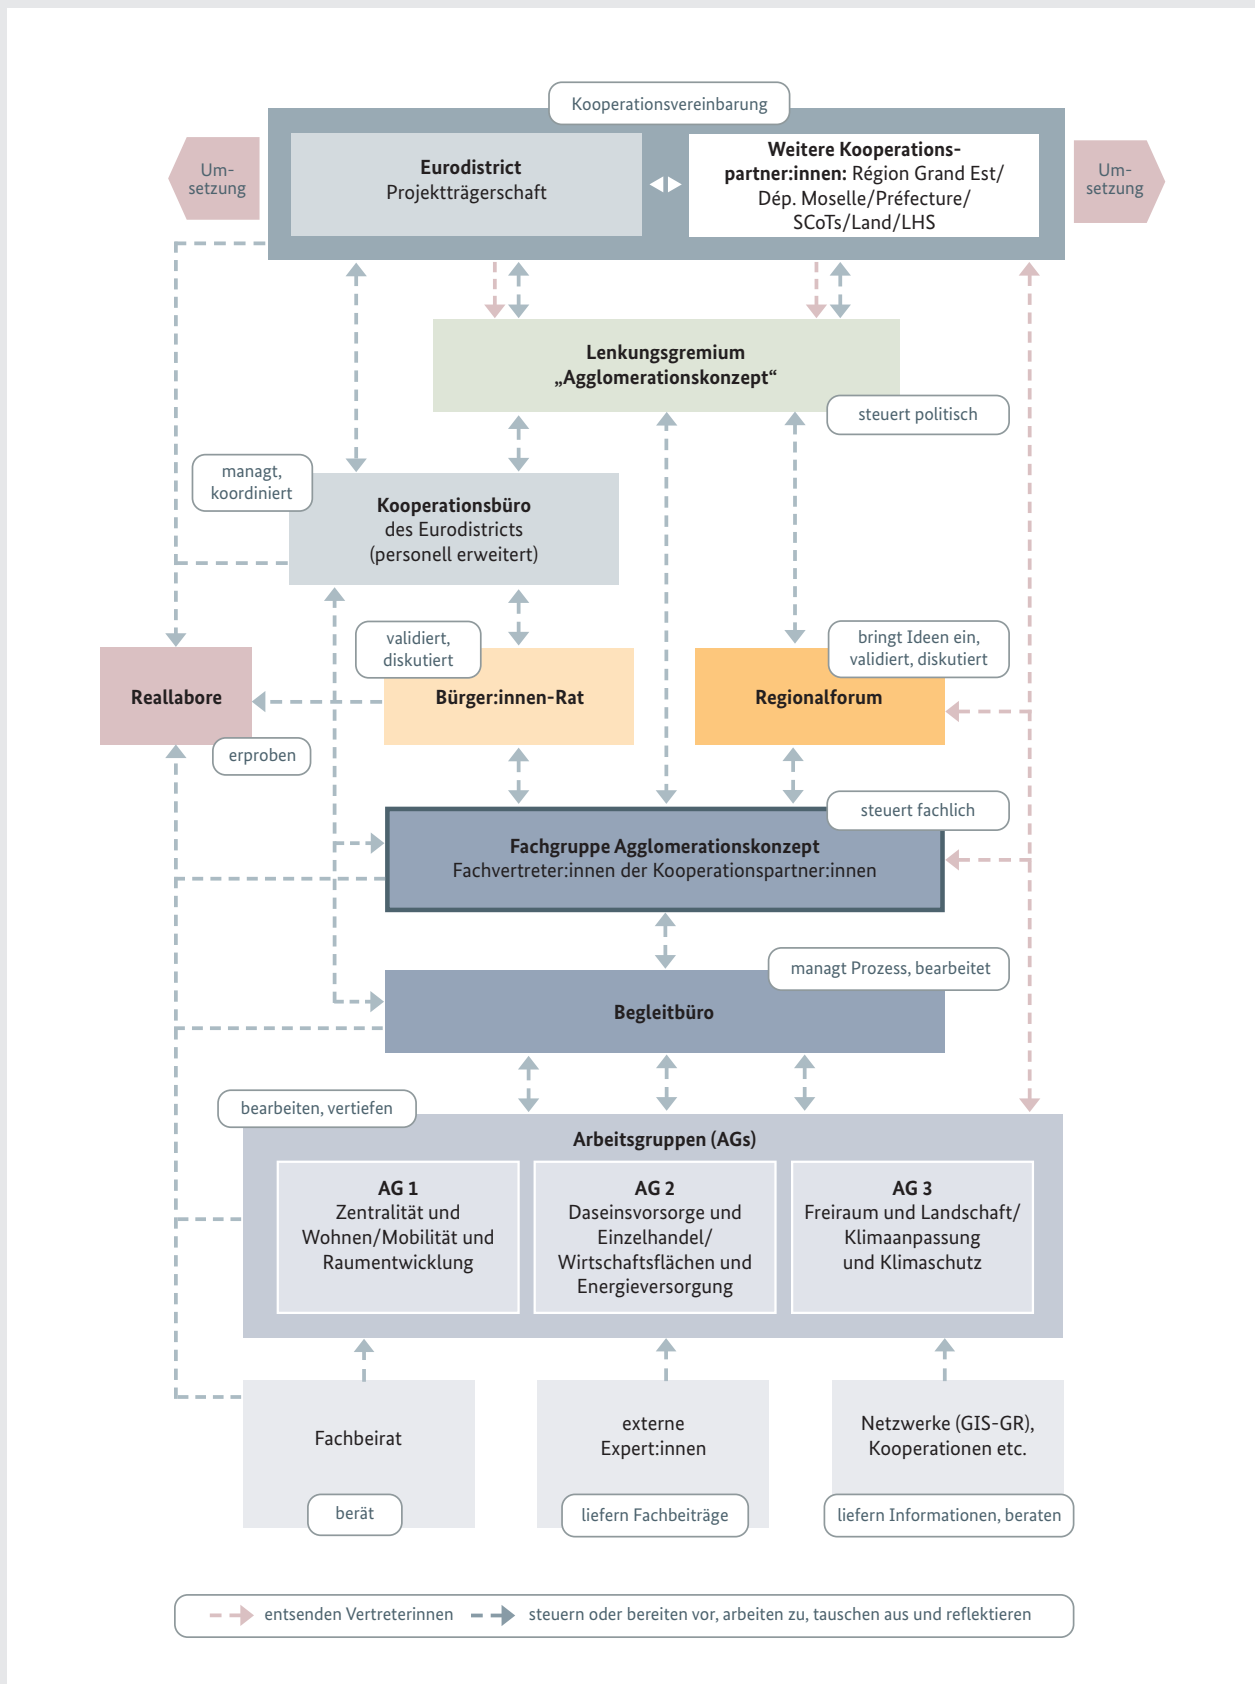 Kooperationsvereinbarung
Um-
setzung
Eurodistrict
Projektträgerschaft
Weitere Kooperations-
partner:innen: Région Grand Est/
Dép. Moselle/Préfecture/
SCoTs/Land/LHS
Um-
setzung
Lenkungsgremium
„Agglomerationskonzept“
steuert politisch
managt,
koordiniert
Kooperationsbüro
des Eurodistricts
(personell erweitert)
validiert,
diskutiert
bringt Ideen ein,
validiert, diskutiert
Reallabore
Bürger:innen-Rat
Regionalforum
erproben
steuert fachlich
Fachgruppe Agglomerationskonzept
Fachvertreter:innen der Kooperationspartner:innen
managt Prozess, bearbeitet
Begleitbüro
bearbeiten, vertiefen
Arbeitsgruppen (AGs)
AG 1
Zentralität und
Wohnen/Mobilität und
Raumentwicklung
AG 2
Daseinsvorsorge und
Einzelhandel/
Wirtschaftsflächen und
Energieversorgung
AG 3
Freiraum und Landschaft/
Klimaanpassung
und Klimaschutz
Fachbeirat
berät
externe
Expert:innen
liefern Fachbeiträge
Netzwerke (GIS-GR),
Kooperationen etc.
liefern Informationen, beraten
entsenden Vertreterinnen
steuern oder bereiten vor, arbeiten zu, tauschen aus und reflektieren